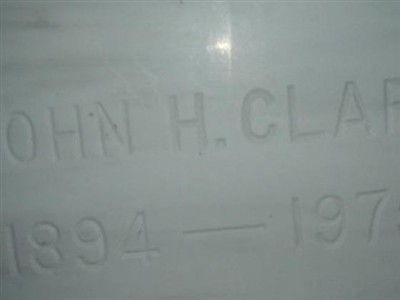 OHN H. CLAR
1894 — 197